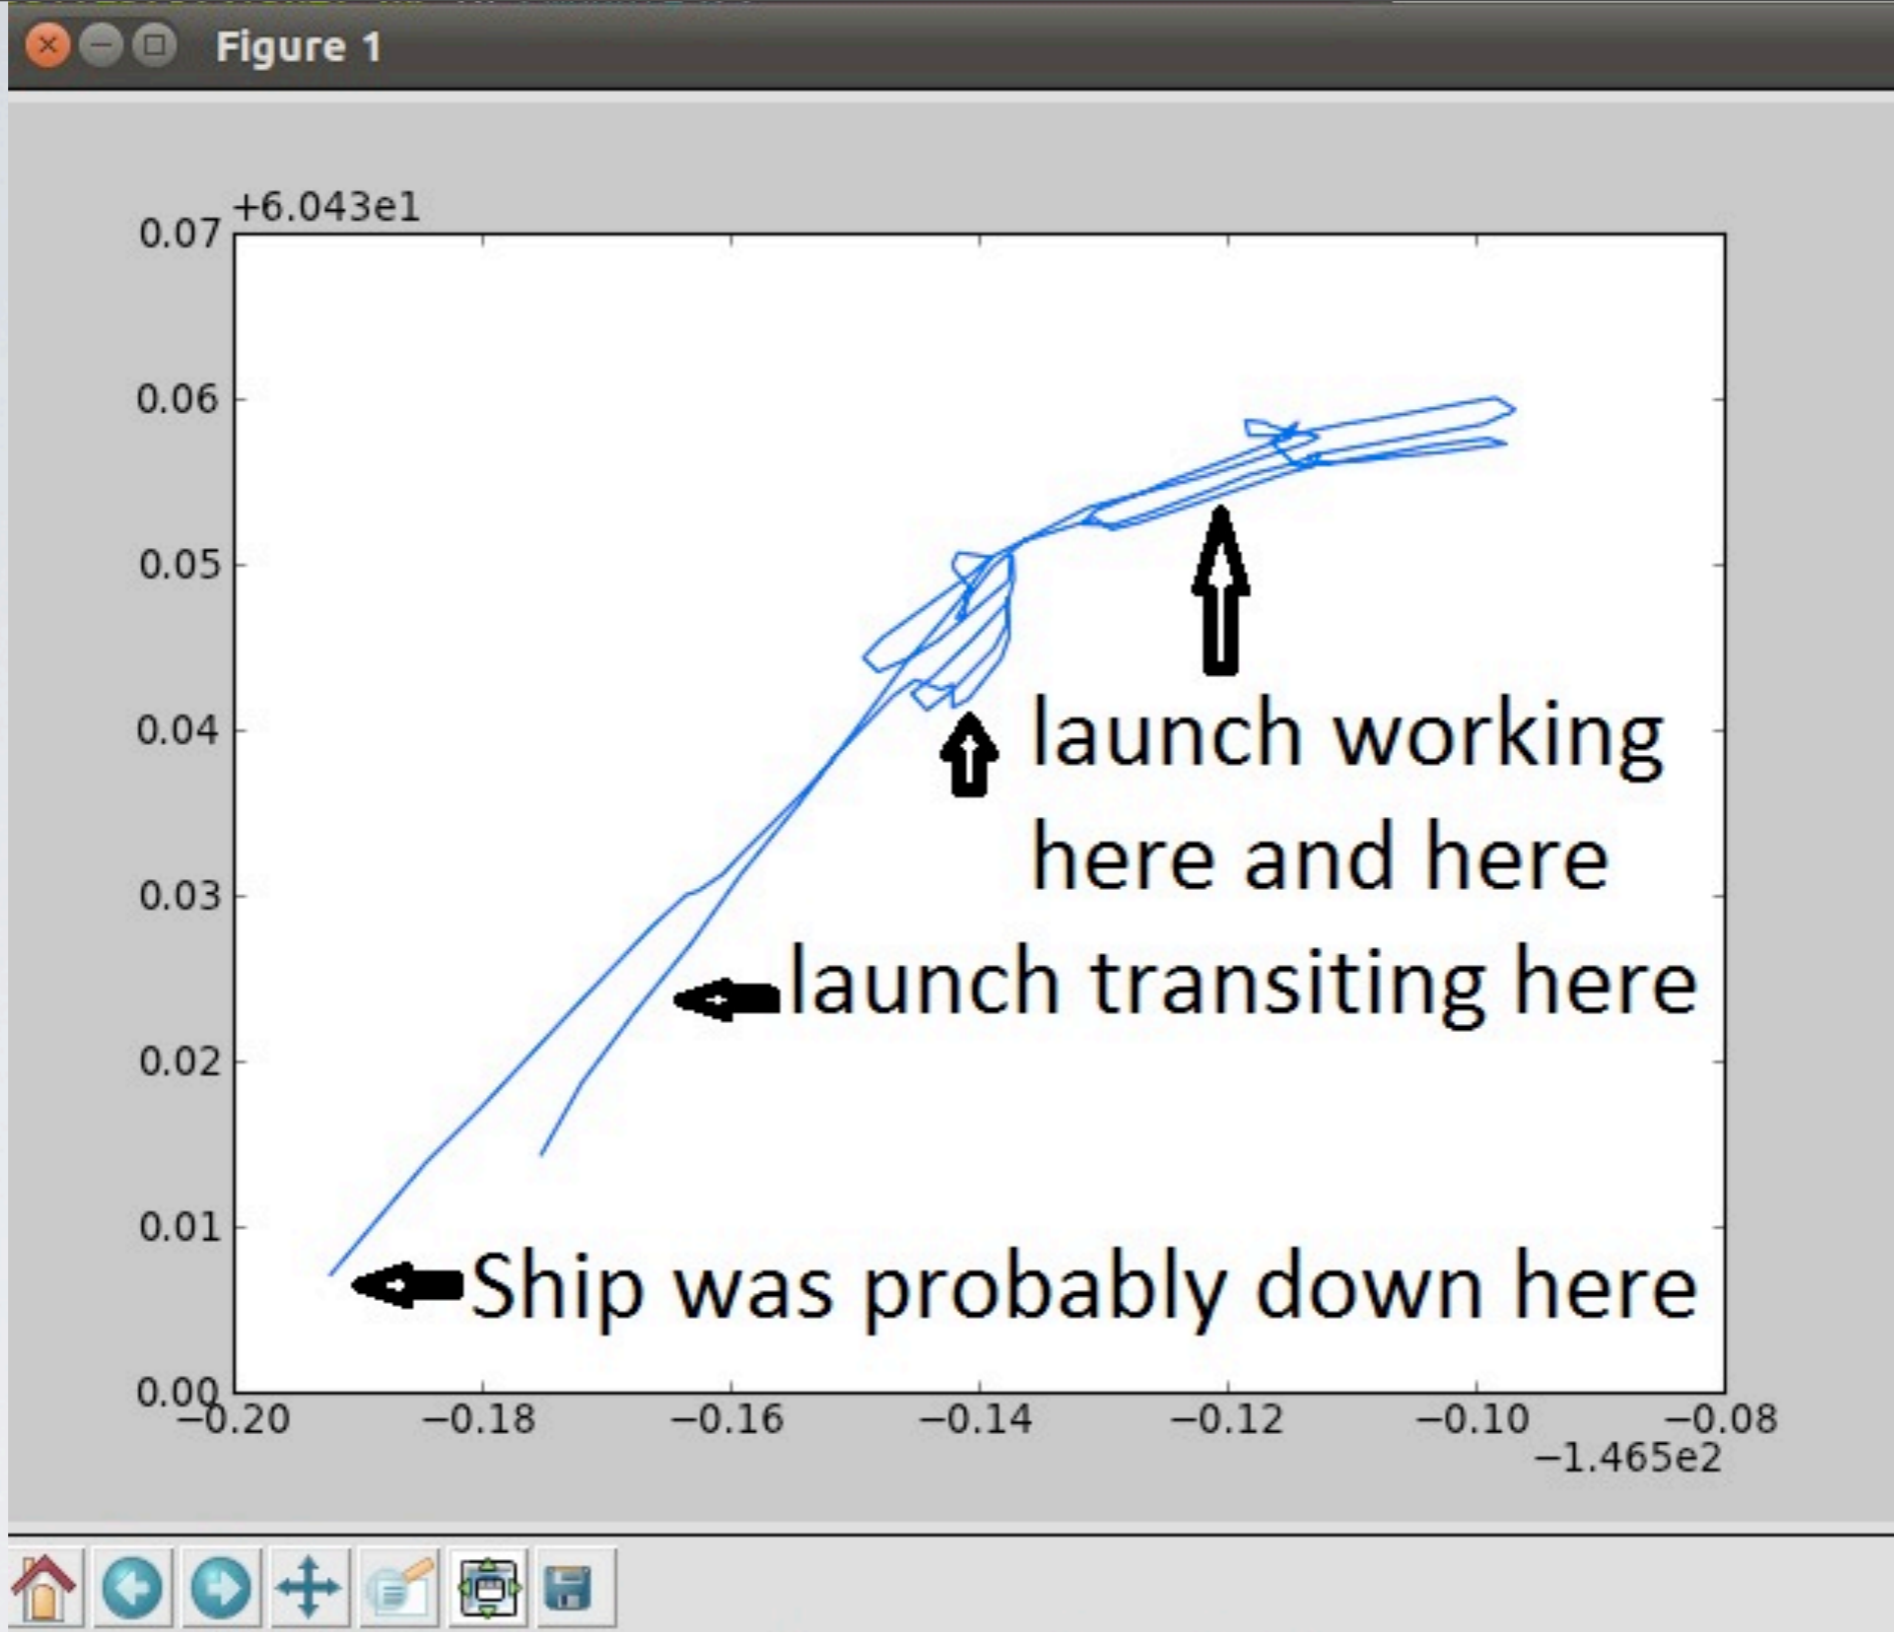 Figure 1
+6.043e1
0.07
0.06
0.05
0.04
0.03
0.02
0.01
0.00
launch working
here and here
launch transiting here
Ship was probably down here
−0.20 −0.18 −0.16 −0.14 −0.12 −0.10 −0.08
−1.465e2